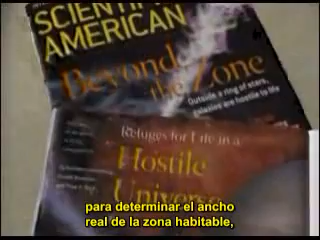 SCIENTIFIC
AMERICAN
Beyond
the Zone
Outside a ring of stars,
galaxies are hostile to life
Refuges for Life in a
Hostile
Universe
para determinar el ancho
real de la zona habitable,